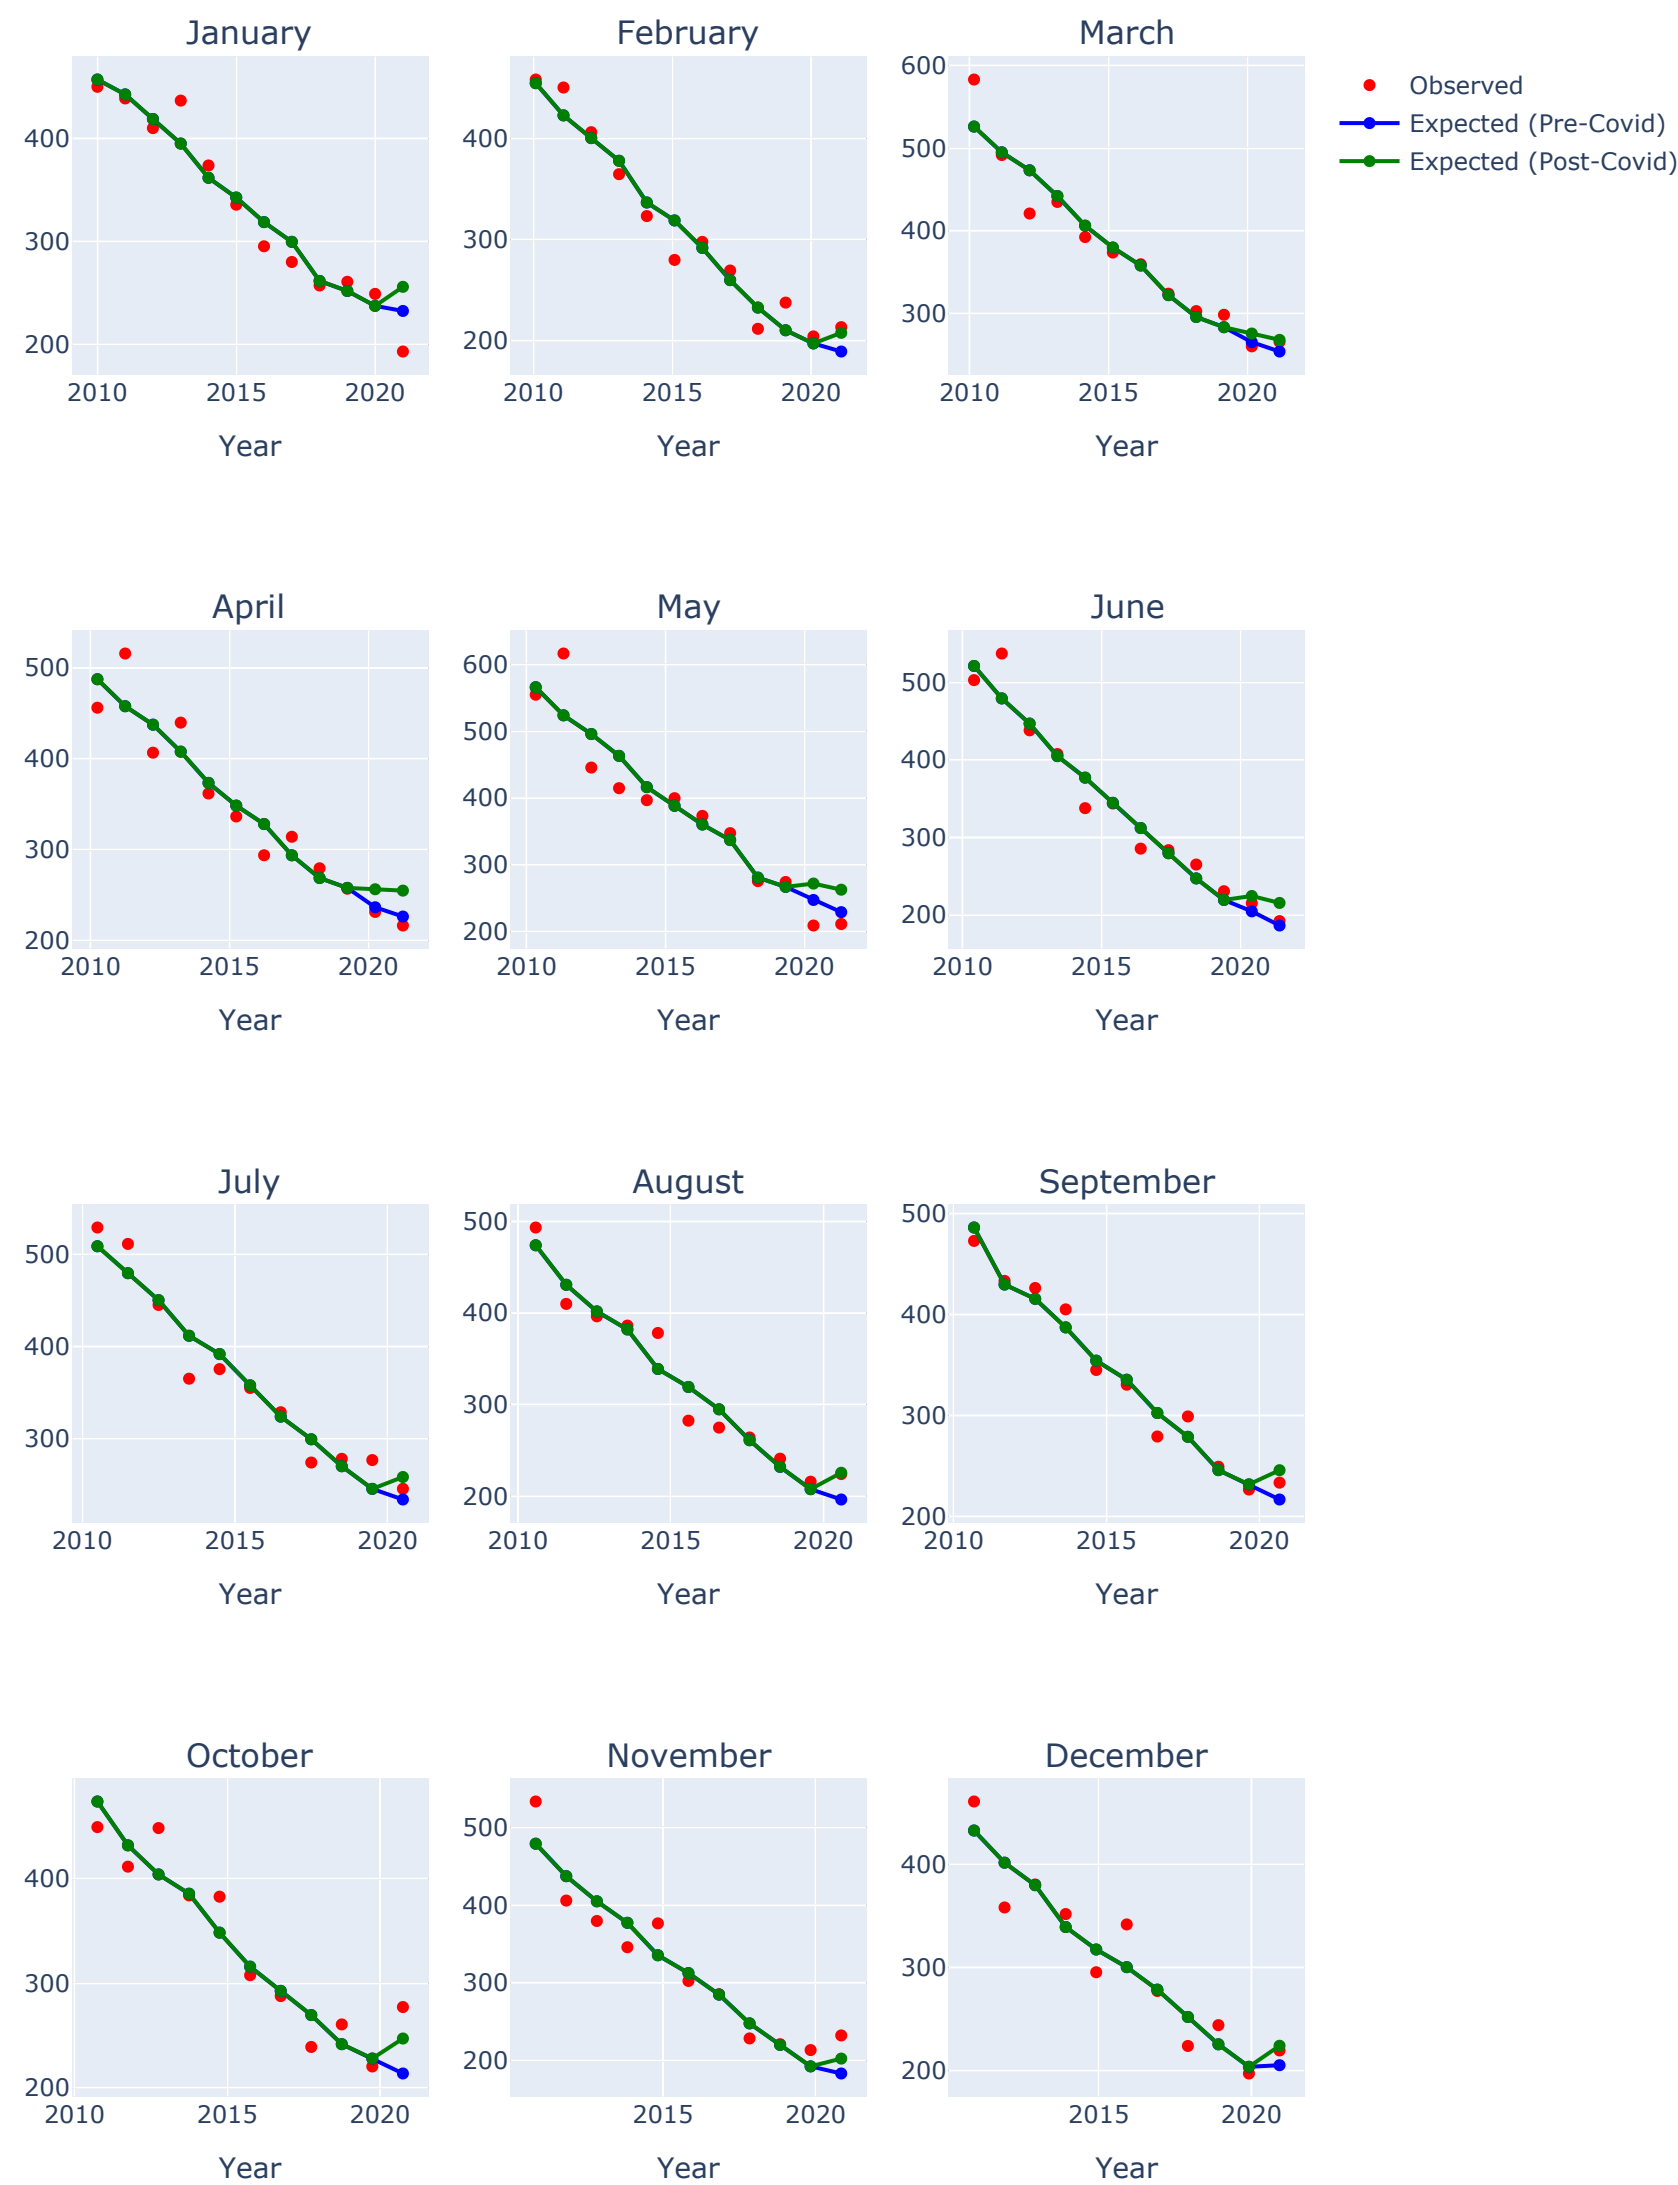 January
February
March
Observed
Expected (Pre-Covid)
Expected (Post-Covid)
400
300
200
2010 2015 2020
Year
400
300
200
2010 2015 2020
Year
600
500
400
300
2010 2015 2020
Year
April
May
June
500
400
300
200
2010 2015 2020
Year
600
500
400
300
200
2010 2015 2020
Year
500
400
300
200
2010 2015 2020
Year
July
August
September
500
400
300
2010 2015 2020
Year
500
400
300
200
2010 2015 2020
Year
500
400
300
200
2010 2015 2020
Year
October
November
December
400
300
200
2010 2015 2020
Year
500
400
300
200
2015 2020
Year
400
300
200
2015 2020
Year